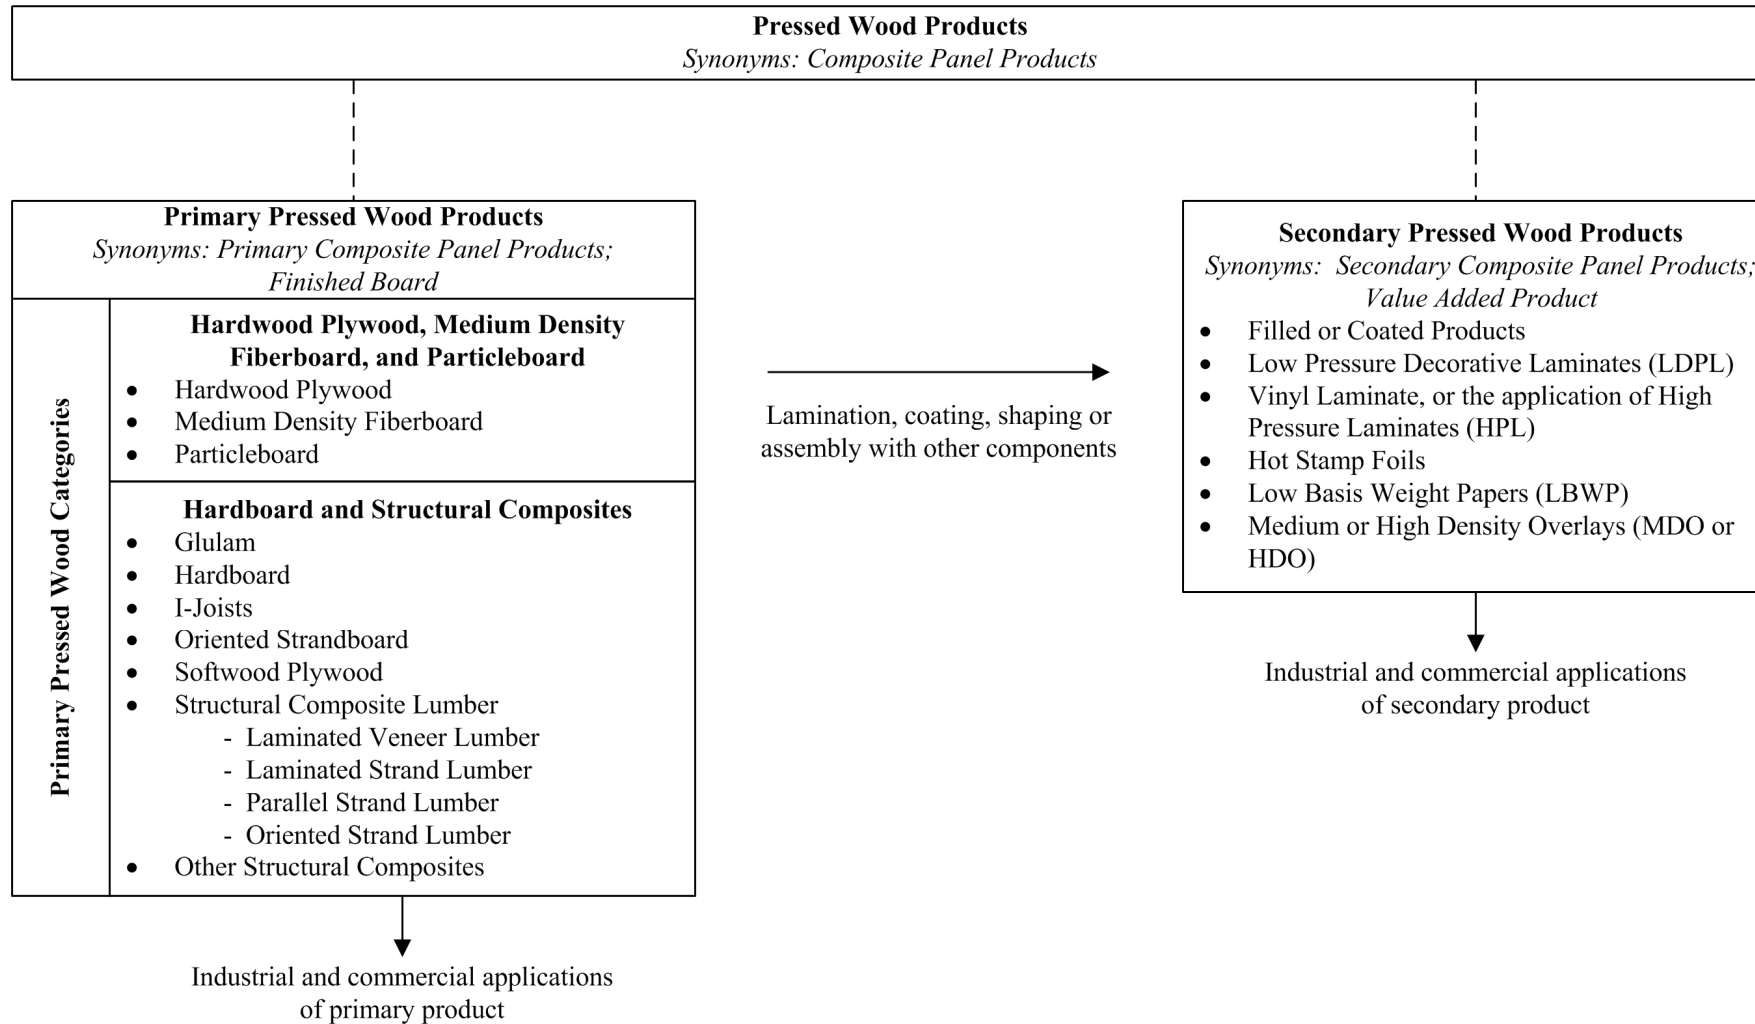 Pressed Wood Products
Synonyms: Composite Panel Products
Primary Pressed Wood Products
Synonyms: Primary Composite Panel Products;
Finished Board
Primary Pressed Wood Categories
Hardwood Plywood, Medium Density
Fiberboard, and Particleboard
• Hardwood Plywood
• Medium Density Fiberboard
• Particleboard
Hardboard and Structural Composites
• Glulam
• Hardboard
• I-Joists
• Oriented Strandboard
• Softwood Plywood
• Structural Composite Lumber
- Laminated Veneer Lumber
- Laminated Strand Lumber
- Parallel Strand Lumber
- Oriented Strand Lumber
• Other Structural Composites
Industrial and commercial applications
of primary product
Lamination, coating, shaping or
assembly with other components
Secondary Pressed Wood Products
Synonyms: Secondary Composite Panel Products;
Value Added Product
• Filled or Coated Products
• Low Pressure Decorative Laminates (LDPL)
• Vinyl Laminate, or the application of High
Pressure Laminates (HPL)
• Hot Stamp Foils
• Low Basis Weight Papers (LBWP)
• Medium or High Density Overlays (MDO or
HDO)
Industrial and commercial applications
of secondary product